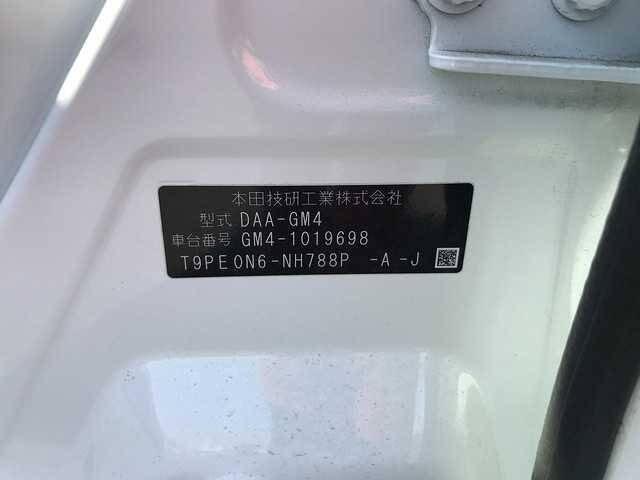 本田技研工業株式会社
型式 DAA-GM4
車台番号 GM4-1019698
T9PE0N6-NH788P -A-J